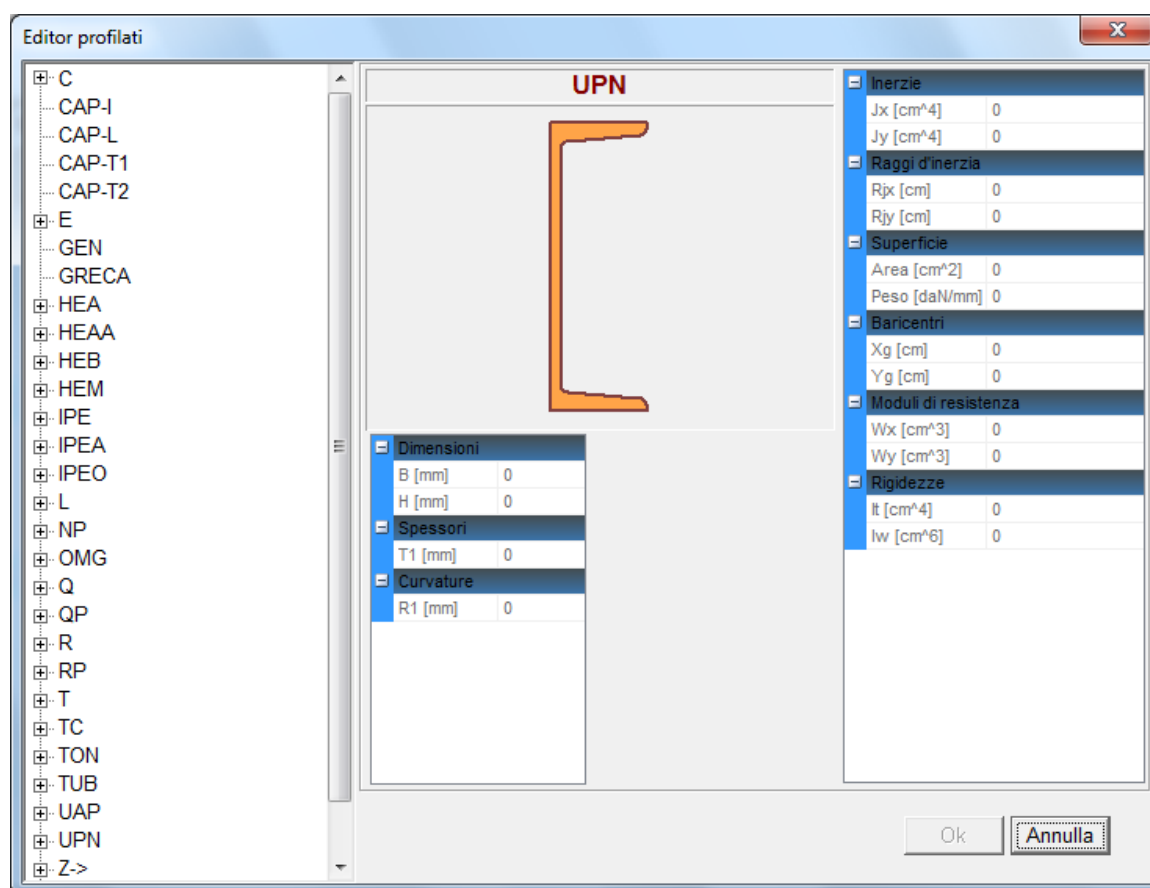 Editor profilati
C
CAP-I
CAP-L
CAP-T1
CAP-T2
E
GEN
GRECA
HEA
HEAA
HEB
HEM
IPE
IPEA
IPEO
L
NP
OMG
Q
QP
R
RP
T
TC
TON
TUB
UAP
UPN
Z->
UPN
Dimensioni
B [mm] 0
H [mm] 0
Spessori
T1 [mm] 0
Curvature
R1 [mm] 0
Inerzie
Jx [cm^4] 0
Jy [cm^4] 0
Raggi d'inerzia
Rjx [cm] 0
Rjy [cm] 0
Superficie
Area [cm^2] 0
Peso [daN/mm] 0
Baricentri
Xg [cm] 0
Yg [cm] 0
Moduli di resistenza
Wx [cm^3] 0
Wy [cm^3] 0
Rigidezze
It [cm^4] 0
Iw [cm^6] 0
Ok
Annulla